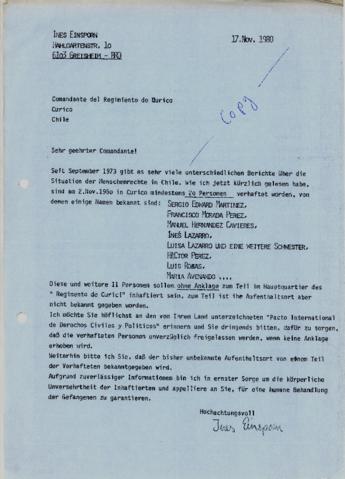 INES EINSPORN
MAHLGARTENSTR. 10
6103 GRIESHEIM - BRD
17.Nov. 1980
Copy
Comandante del Regimiento de Curico
Curico
Chile
Sehr geehrter Comandante!
Seit September 1973 gibt es sehr viele unterschiedlichen Berichte über die
Situation der Menschenrechte in Chile. Wie ich jetzt kürzlich gelesen habe,
sind am 2.Nov.1980 in Curico mindestens 20 Personen verhaftet worden, von
denen einige Namen bekannt sind:
SERGIO EDWARD MARTINEZ,
FRANCISCO MORADA PEREZ,
MANUEL HERNANDEZ CAVIERES,
INES LAZARRO,
LUISA LAZARRO UND EINE WEITERE SCHWESTER,
HECTOR PEREZ,
LUIS ROJAS,
MARIA AVENANDO ....
Diese und weitere 11 Personen sollen ohne Anklage zum Teil im Hauptquartier des
" Regimento de Curici" inhaftiert sein, zum Teil ist ihr Aufenthaltsort aber
nicht bekannt gegeben worden.
Ich möchte Sie höflichst an den von Ihrem Land unterzeichneten "Pacto International
de Derachos Civilas y Politicos" erinnern und Sie dringends bitten, dafür zu sorgen,
daß die verhafteten Personen unverzüglich freigelassen werden, wenn keine Anklage
erhoben wird.
Weiterhin bitte ich Sie, daß der bisher unbekannte Aufenthaltsort von einem Teil
der Verhafteten bekanntgegeben wird.
Aufgrund zuverlässiger Informationen bin ich in ernster Sorge um die körperliche
Unversehrtheit der Inhaftierten und appelliere an Sie, für eine humane Behandlung
der Gefangenen zu garantieren.
Hochachtungsvoll
Ines Einsporn